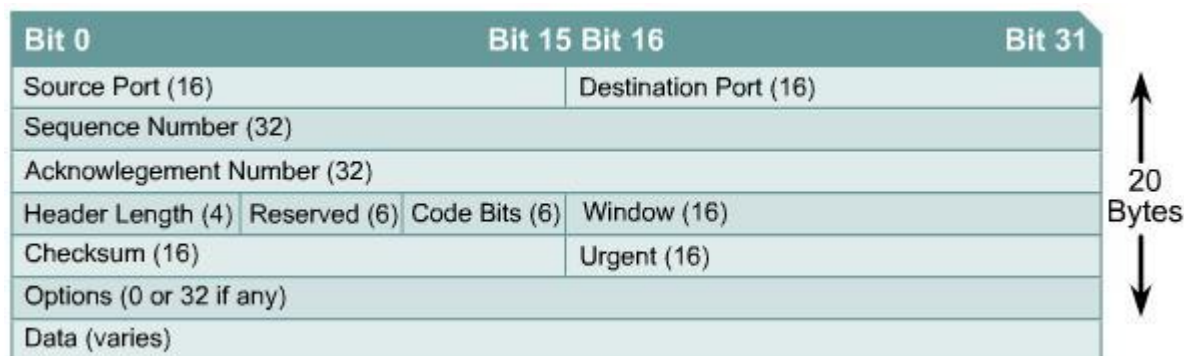 Bit 0 Bit 15 Bit 16 Bit 31
Source Port (16) Destination Port (16)
Sequence Number (32)
Acknowlegement Number (32)
Header Length (4) Reserved (6) Code Bits (6) Window (16)
Checksum (16) Urgent (16)
Options (0 or 32 if any)
Data (varies)
20
Bytes